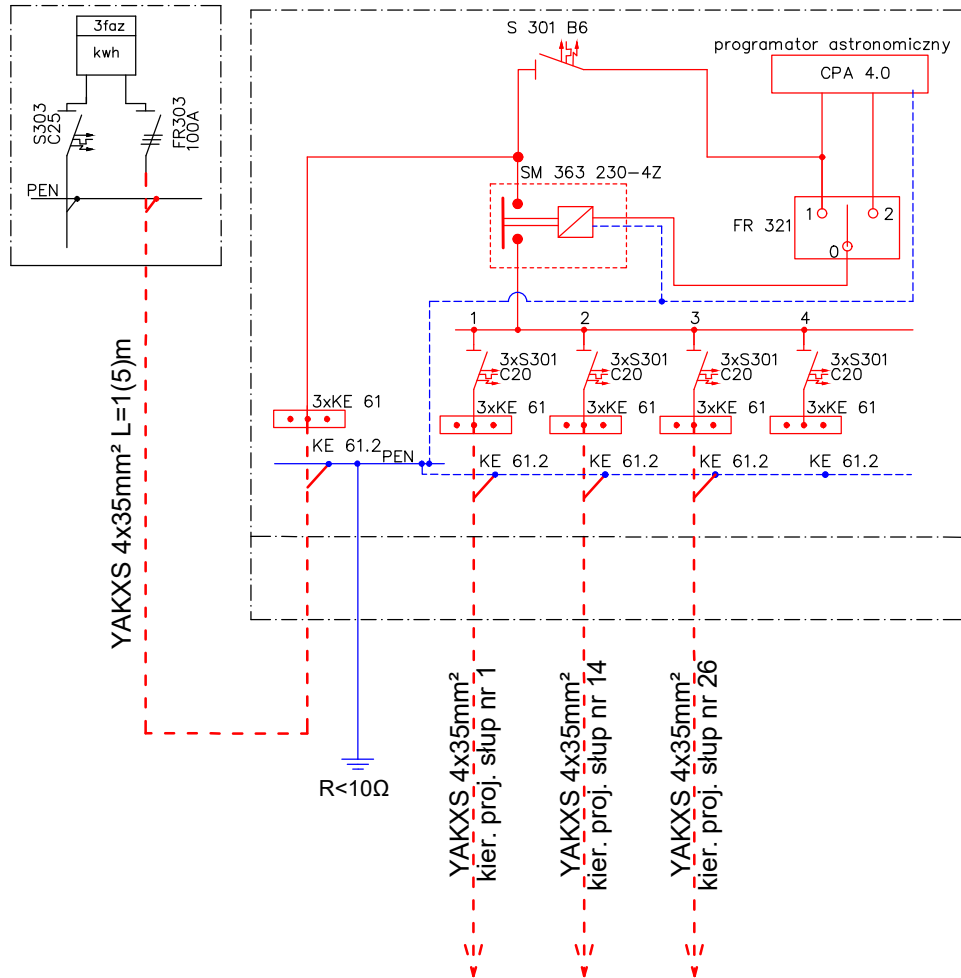 3faz
kwh
S303
C25
FR303
100A
PEN
YAKXS 4x35mm² L=1(5)m
S 301 B6
programator astronomiczny
CPA 4.0
SM 363 230-4Z
FR 321
1
2
0
1
2
3
4
3xS301
C20
3xS301
C20
3xS301
C20
3xS301
C20
3xKE 61
3xKE 61
3xKE 61
3xKE 61
3xKE 61
KE 61.2
PEN
KE 61.2
KE 61.2
KE 61.2
KE 61.2
R<10Ω
YAKXS 4x35mm²
kier. proj. słup nr 1
YAKXS 4x35mm²
kier. proj. słup nr 14
YAKXS 4x35mm²
kier. proj. słup nr 26